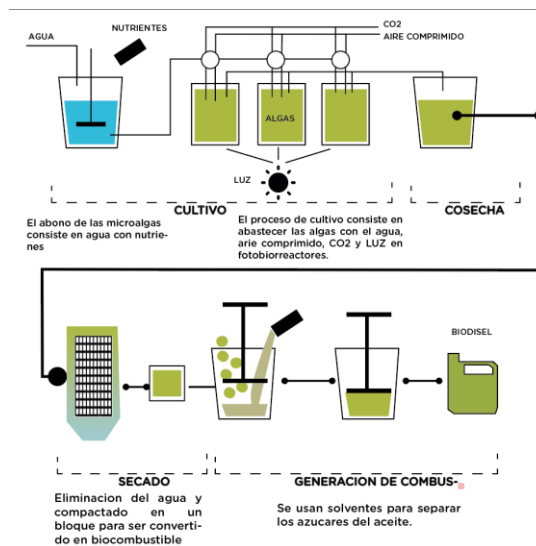 NUTRIENTES
AGUA
CO2
AIRE COMPRIMIDO
ALGAS
LUZ
CULTIVO
COSECHA
El abono de las microalgas
consiste en agua con nutrie-
nes
El proceso de cultivo consiste en
abastecer las algas con el agua,
arie comprimido, CO2 y LUZ en
fotobiorreactores.
BIODISEL
SECADO
GENERACION DE COMBUS-
Eliminacion del agua y
compactado en un
bloque para ser converti-
do en biocombustible
Se usan solventes para separar
los azucares del aceite.